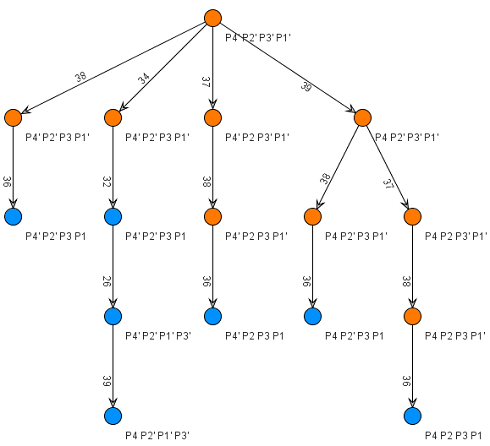 P4' P2' P3' P1'
38
34
37
39
P4' P2' P3 P1'
P4' P2' P3 P1'
P4' P2 P3' P1'
P4 P2' P3' P1'
36
32
38
38
37
P4' P2' P3 P1
P4' P2' P3 P1
P4' P2 P3 P1'
P4 P2' P3 P1'
P4 P2 P3' P1'
26
36
36
38
P4' P2' P1' P3'
P4' P2 P3 P1
P4 P2' P3 P1
P4 P2 P3 P1'
39
36
P4 P2' P1' P3'
P4 P2 P3 P1